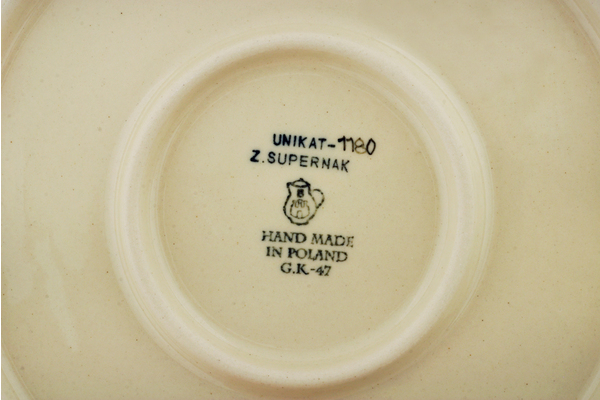 UNIKAT-1180
Z.SUPERNAK
HAND MADE
IN POLAND
G.K-47